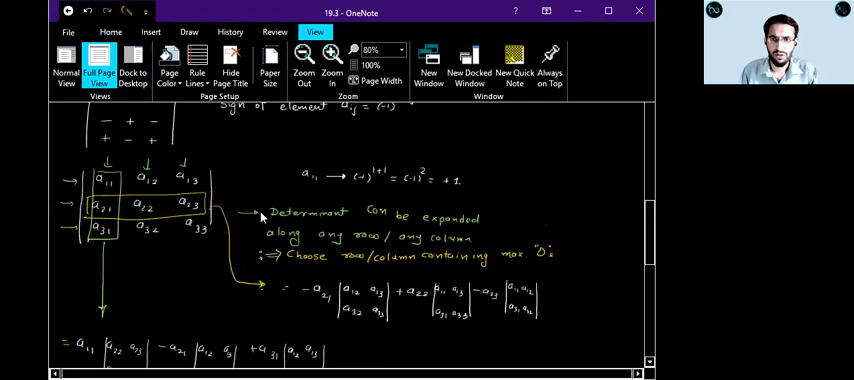 19.3 - OneNote
File Home Insert Draw History Review View
Normal View
Full Page View
Dock to Desktop
Page Color
Rule Lines
Hide Page Title
Paper Size
Zoom Out
Zoom In
80%
100%
Page Width
New Window
New Docked Window
New Quick Note
Always on Top
Views Page Setup Zoom Window
Sign of element aij = (-1)
- + -
+ - +
a11 a12 a13
a21 a22 a23
a31 a32 a33
a11 → (-1)^1+1 = (-1)^2 = +1.
→ Determinant can be expanded
along any row / any column
⇒ Choose row/column containing max. "0"s
= - a21 | a12 a13 | + a22 | a11 a13 | - a23 | a11 a12 |
| a32 a33 | | a31 a33 | | a31 a32 |
= a11 | a22 a23 | - a21 | a12 a13 | + a31 | a12 a13 |